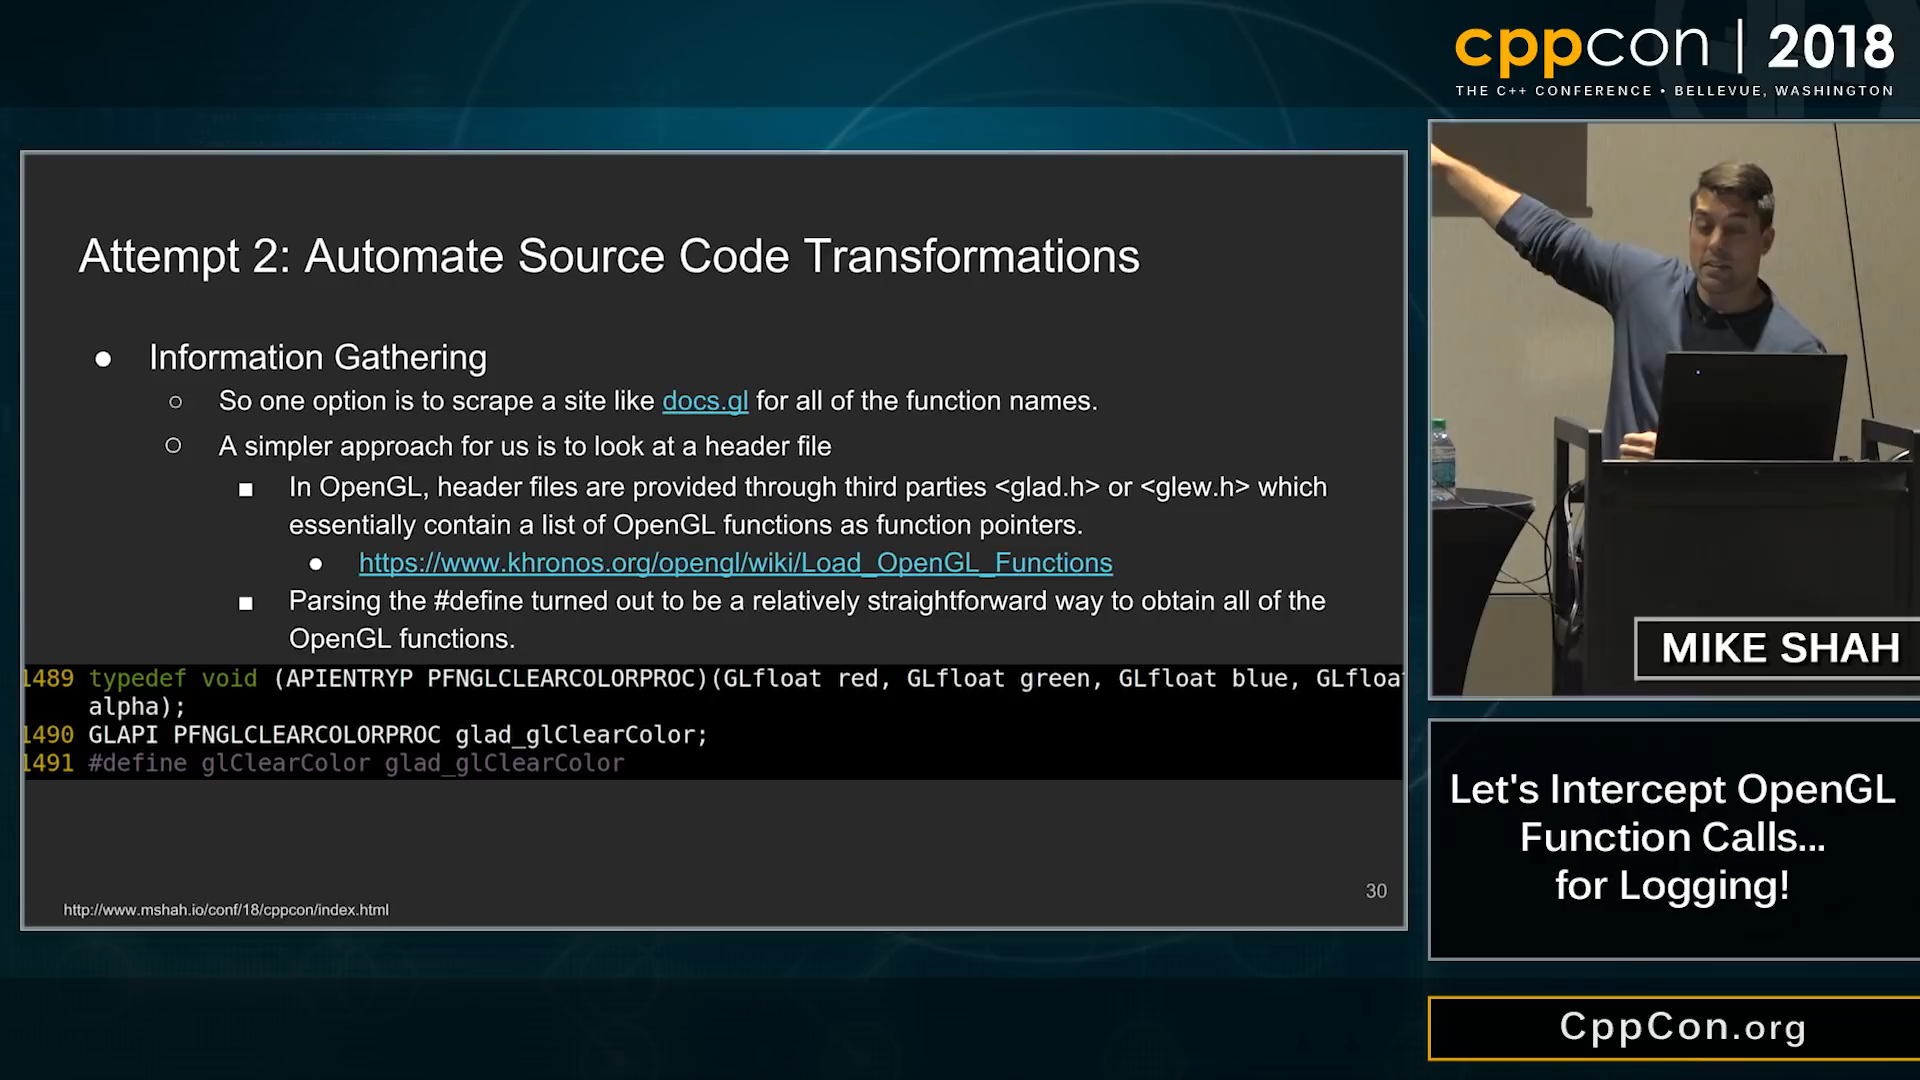 cppcon | 2018
THE C++ CONFERENCE • BELLEVUE, WASHINGTON
Attempt 2: Automate Source Code Transformations
● Information Gathering
○ So one option is to scrape a site like docs.gl for all of the function names.
○ A simpler approach for us is to look at a header file
■ In OpenGL, header files are provided through third parties <glad.h> or <glew.h> which
essentially contain a list of OpenGL functions as function pointers.
● https://www.khronos.org/opengl/wiki/Load_OpenGL_Functions
■ Parsing the #define turned out to be a relatively straightforward way to obtain all of the
OpenGL functions.
1489 typedef void (APIENTRYP PFNGLCLEARCOLORPROC)(GLfloat red, GLfloat green, GLfloat blue, GLfloat
alpha);
1490 GLAPI PFNGLCLEARCOLORPROC glad_glClearColor;
1491 #define glClearColor glad_glClearColor
http://www.mshah.io/conf/18/cppcon/index.html
30
MIKE SHAH
Let's Intercept OpenGL
Function Calls...
for Logging!
CppCon.org